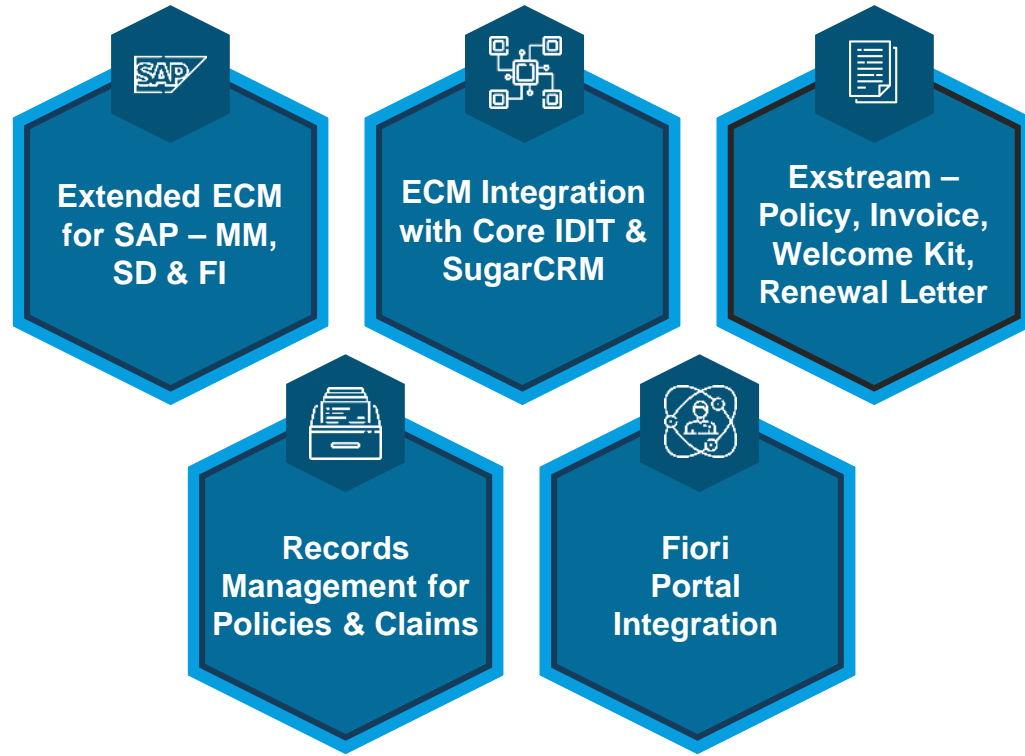 SAP
Extended ECM
for SAP – MM,
SD & FI
ECM Integration
with Core IDIT &
SugarCRM
Exstream –
Policy, Invoice,
Welcome Kit,
Renewal Letter
Records
Management for
Policies & Claims
Fiori
Portal
Integration